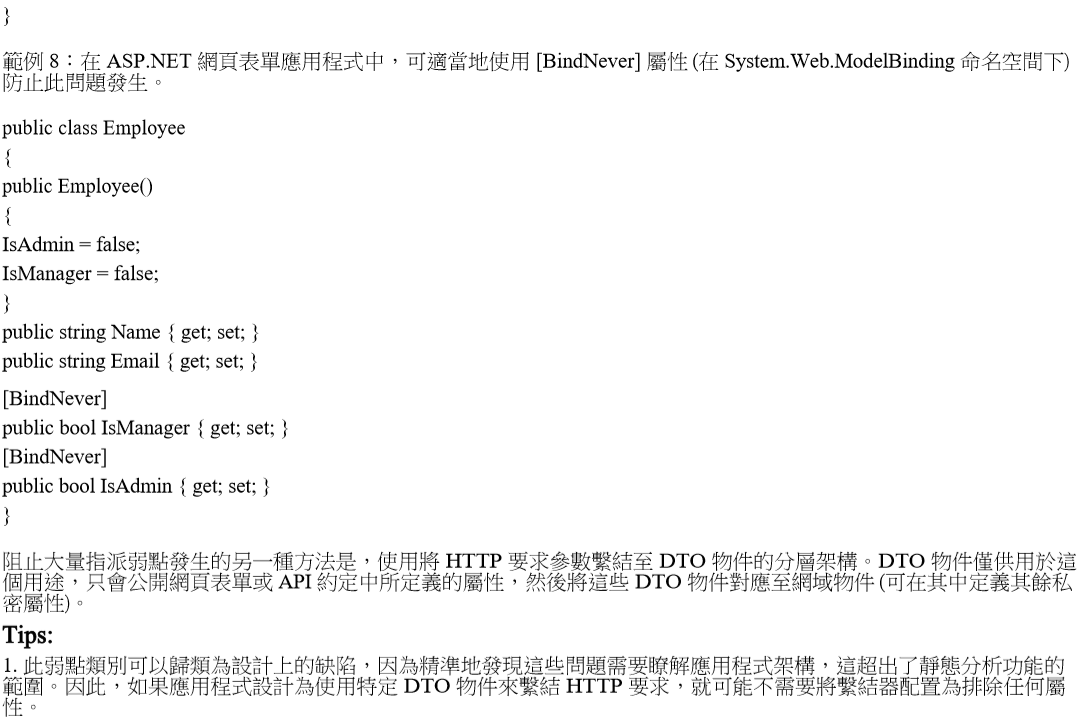 }
範例 8：在 ASP.NET 網頁表單應用程式中，可適當地使用 [BindNever] 屬性 (在 System.Web.ModelBinding 命名空間下)
防止此問題發生。
public class Employee
{
public Employee()
{
IsAdmin = false;
IsManager = false;
}
public string Name { get; set; }
public string Email { get; set; }
[BindNever]
public bool IsManager { get; set; }
[BindNever]
public bool IsAdmin { get; set; }
}
阻止大量指派弱點發生的另一種方法是，使用將 HTTP 要求參數繫結至 DTO 物件的分層架構。DTO 物件僅供用於這
個用途，只會公開網頁表單或 API 約定中所定義的屬性，然後將這些 DTO 物件對應至網域物件 (可在其中定義其餘私
密屬性)。
Tips:
1. 此弱點類別可以歸類為設計上的缺陷，因為精準地發現這些問題需要瞭解應用程式架構，這超出了靜態分析功能的
範圍。因此，如果應用程式設計為使用特定 DTO 物件來繫結 HTTP 要求，就可能不需要將繫結器配置為排除任何屬
性。